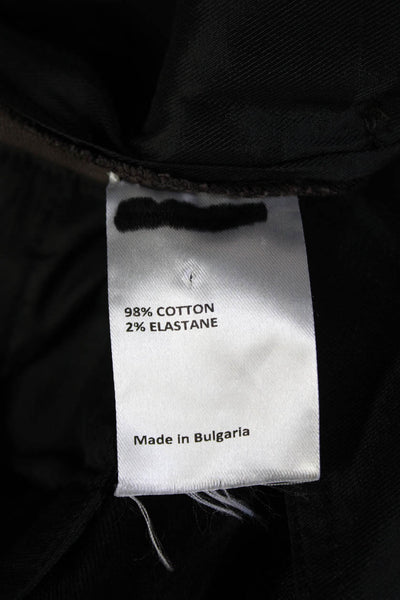 98% COTTON
2% ELASTANE
Made in Bulgaria